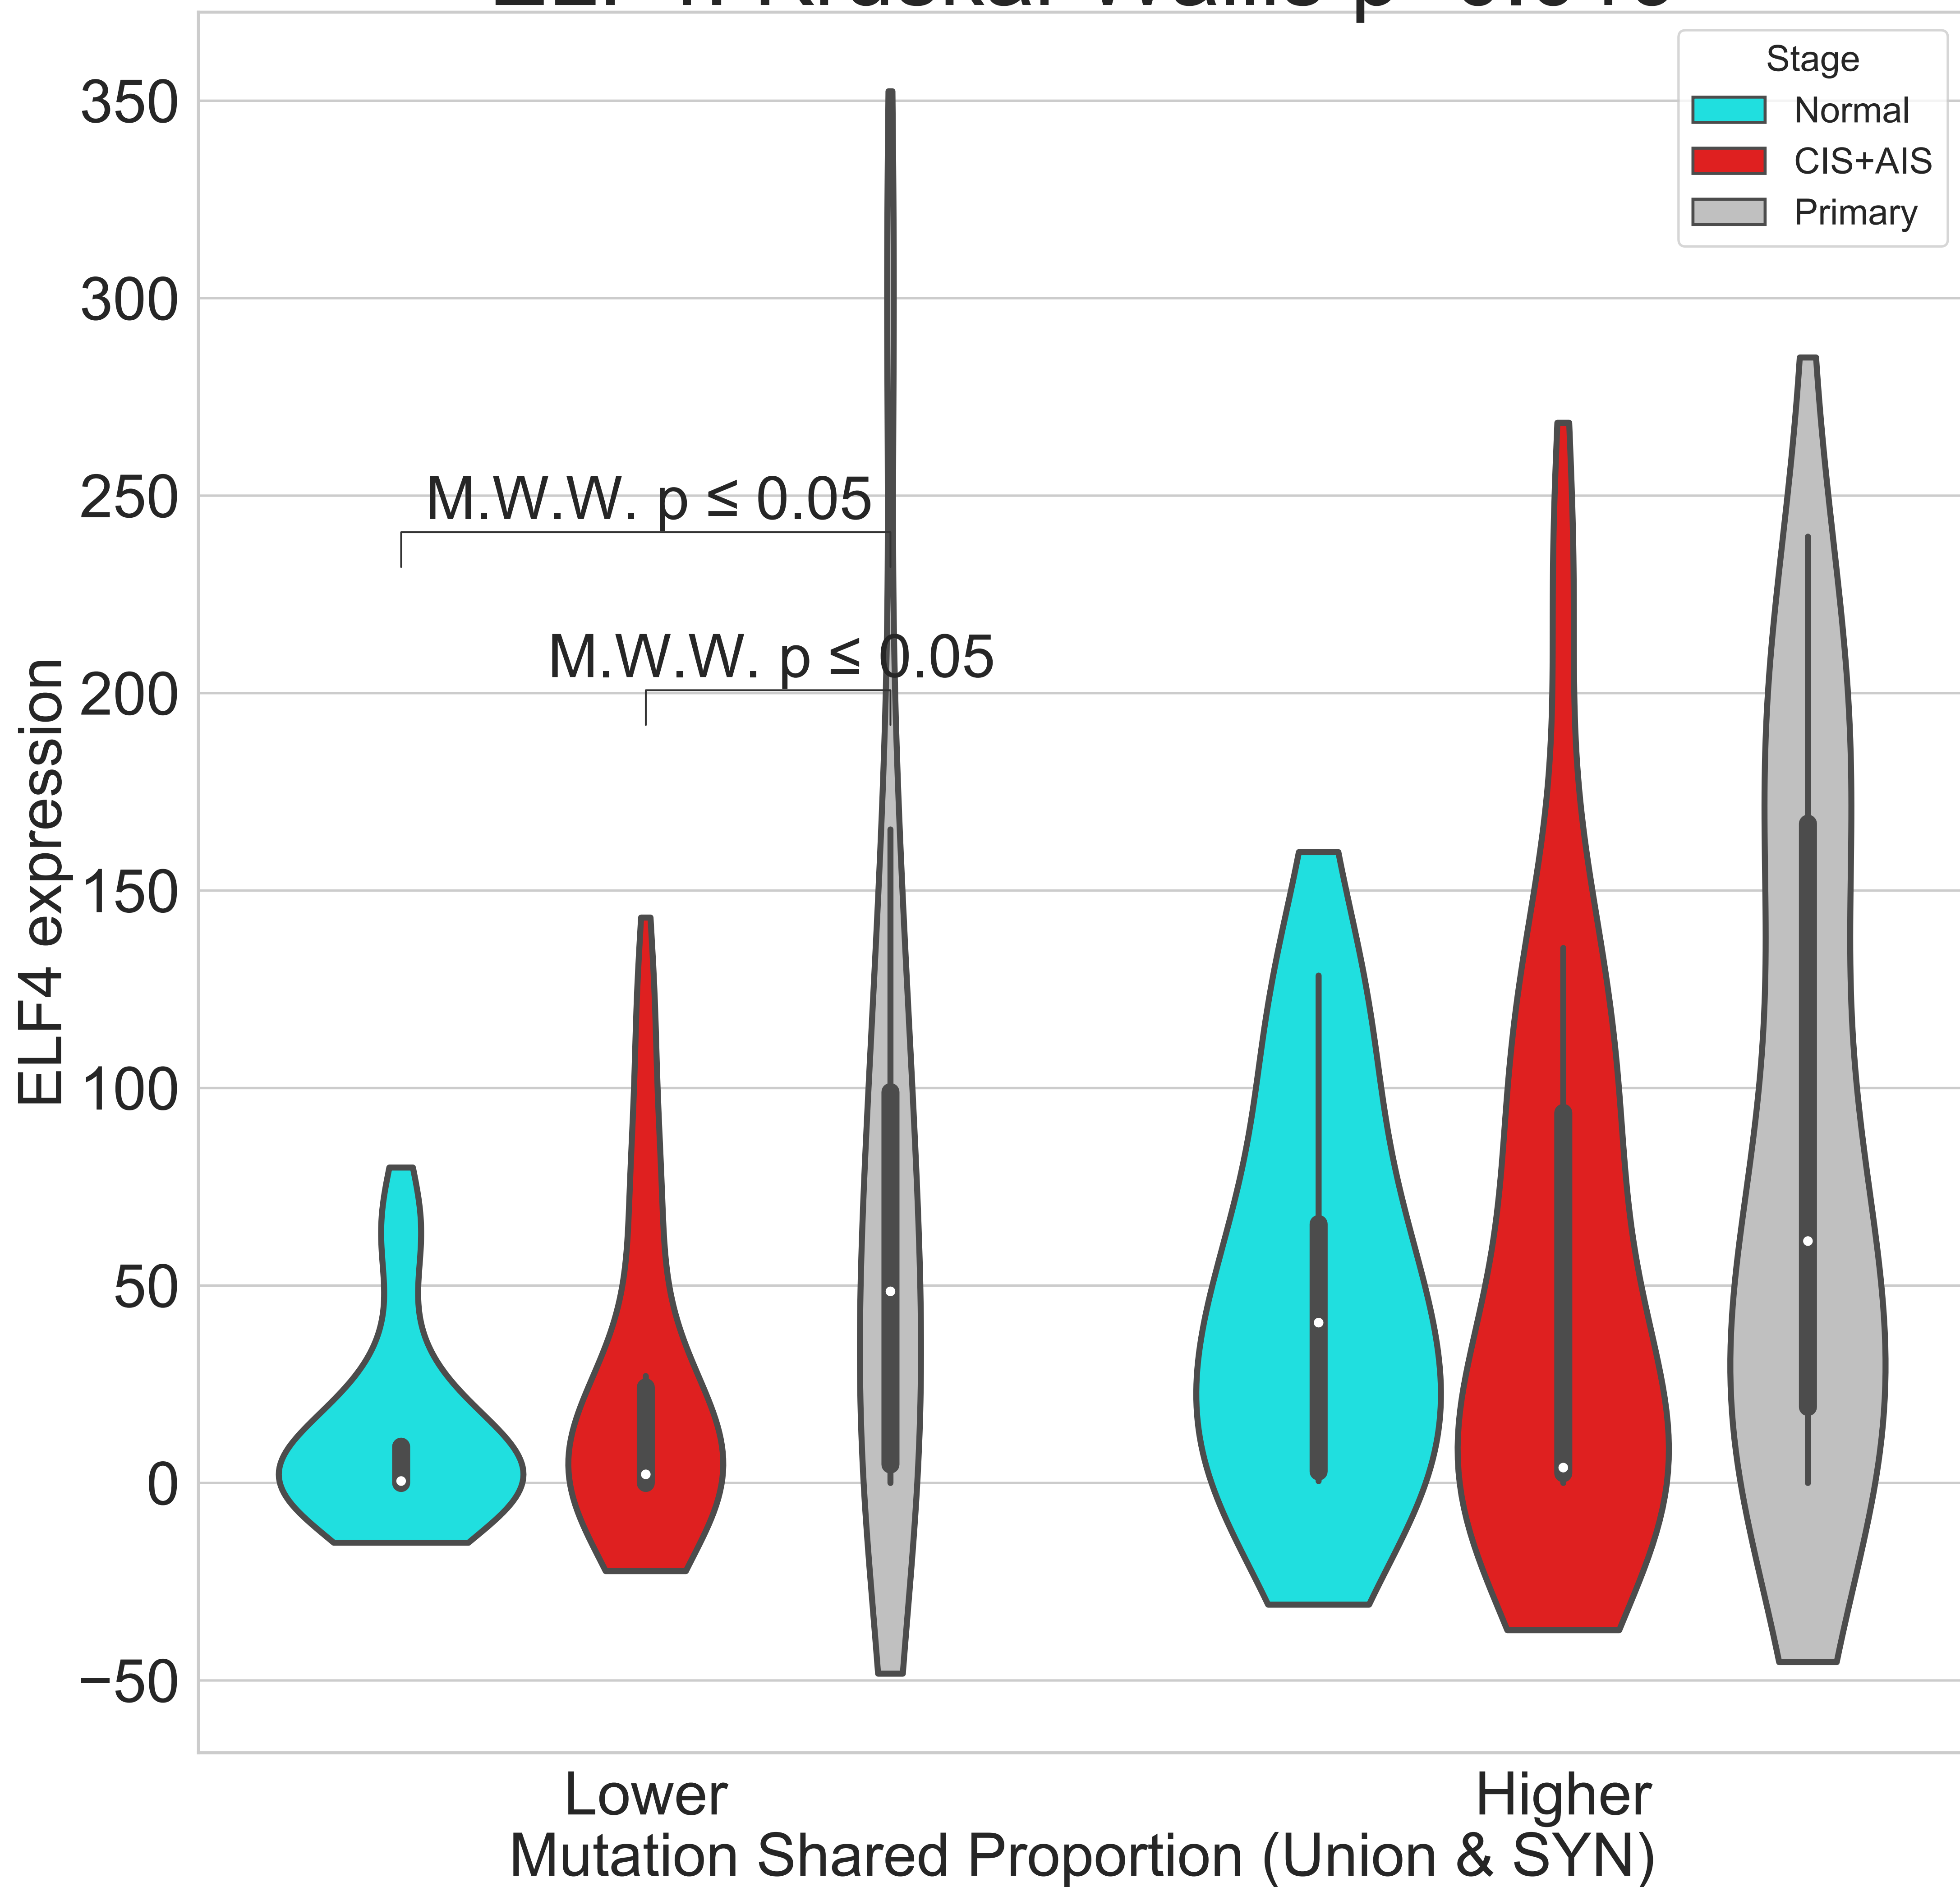 Stage
Normal
CIS+AIS
Primary
350
300
250
200
150
100
50
0
−50
ELF4 expression
M.W.W. p ≤ 0.05
M.W.W. p ≤ 0.05
Lower
Higher
Mutation Shared Proportion (Union & SYN)